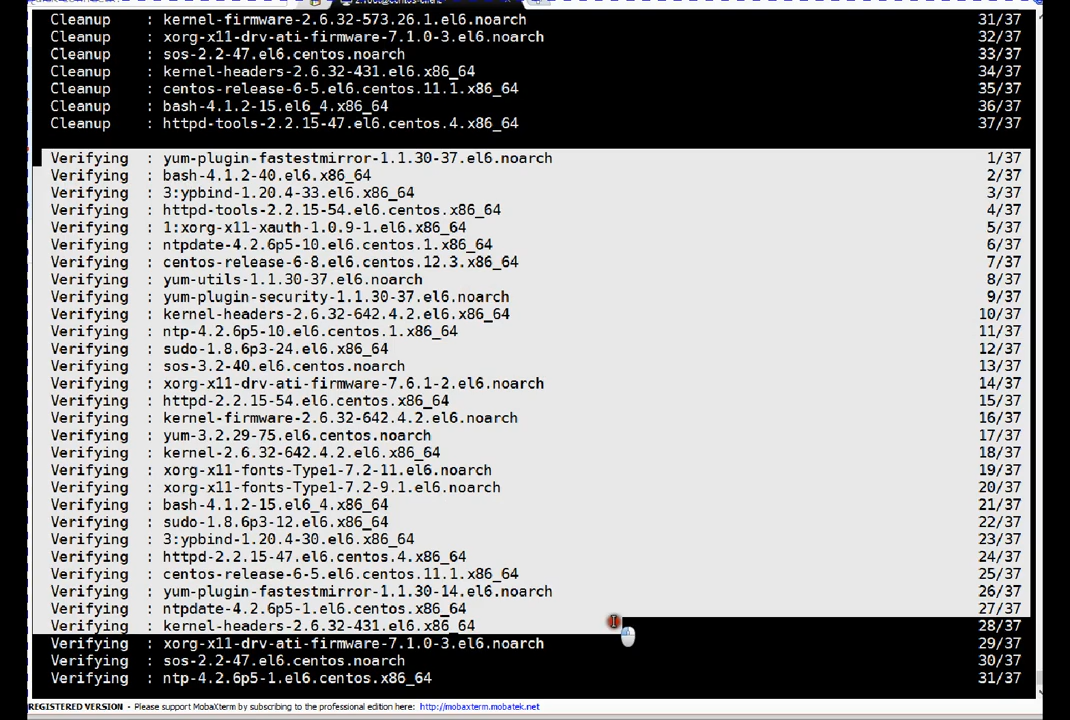 Cleanup : kernel-firmware-2.6.32-573.26.1.el6.noarch 31/37
Cleanup : xorg-x11-drv-ati-firmware-7.1.0-3.el6.noarch 32/37
Cleanup : sos-2.2-47.el6.centos.noarch 33/37
Cleanup : kernel-headers-2.6.32-431.el6.x86_64 34/37
Cleanup : centos-release-6-5.el6.centos.11.1.x86_64 35/37
Cleanup : bash-4.1.2-15.el6_4.x86_64 36/37
Cleanup : httpd-tools-2.2.15-47.el6.centos.4.x86_64 37/37
Verifying : yum-plugin-fastestmirror-1.1.30-37.el6.noarch 1/37
Verifying : bash-4.1.2-40.el6.x86_64 2/37
Verifying : 3:ypbind-1.20.4-33.el6.x86_64 3/37
Verifying : httpd-tools-2.2.15-54.el6.centos.x86_64 4/37
Verifying : 1:xorg-x11-xauth-1.0.9-1.el6.x86_64 5/37
Verifying : ntpdate-4.2.6p5-10.el6.centos.1.x86_64 6/37
Verifying : centos-release-6-8.el6.centos.12.3.x86_64 7/37
Verifying : yum-utils-1.1.30-37.el6.noarch 8/37
Verifying : yum-plugin-security-1.1.30-37.el6.noarch 9/37
Verifying : kernel-headers-2.6.32-642.4.2.el6.x86_64 10/37
Verifying : ntp-4.2.6p5-10.el6.centos.1.x86_64 11/37
Verifying : sudo-1.8.6p3-24.el6.x86_64 12/37
Verifying : sos-3.2-40.el6.centos.noarch 13/37
Verifying : xorg-x11-drv-ati-firmware-7.6.1-2.el6.noarch 14/37
Verifying : httpd-2.2.15-54.el6.centos.x86_64 15/37
Verifying : kernel-firmware-2.6.32-642.4.2.el6.noarch 16/37
Verifying : yum-3.2.29-75.el6.centos.noarch 17/37
Verifying : kernel-2.6.32-642.4.2.el6.x86_64 18/37
Verifying : xorg-x11-fonts-Type1-7.2-11.el6.noarch 19/37
Verifying : xorg-x11-fonts-Type1-7.2-9.1.el6.noarch 20/37
Verifying : bash-4.1.2-15.el6_4.x86_64 21/37
Verifying : sudo-1.8.6p3-12.el6.x86_64 22/37
Verifying : 3:ypbind-1.20.4-30.el6.x86_64 23/37
Verifying : httpd-2.2.15-47.el6.centos.4.x86_64 24/37
Verifying : centos-release-6-5.el6.centos.11.1.x86_64 25/37
Verifying : yum-plugin-fastestmirror-1.1.30-14.el6.noarch 26/37
Verifying : ntpdate-4.2.6p5-1.el6.centos.x86_64 27/37
Verifying : kernel-headers-2.6.32-431.el6.x86_64 28/37
Verifying : xorg-x11-drv-ati-firmware-7.1.0-3.el6.noarch 29/37
Verifying : sos-2.2-47.el6.centos.noarch 30/37
Verifying : ntp-4.2.6p5-1.el6.centos.x86_64 31/37
REGISTERED VERSION - Please support MobaXterm by subscribing to the professional edition here: http://mobaxterm.mobatek.net